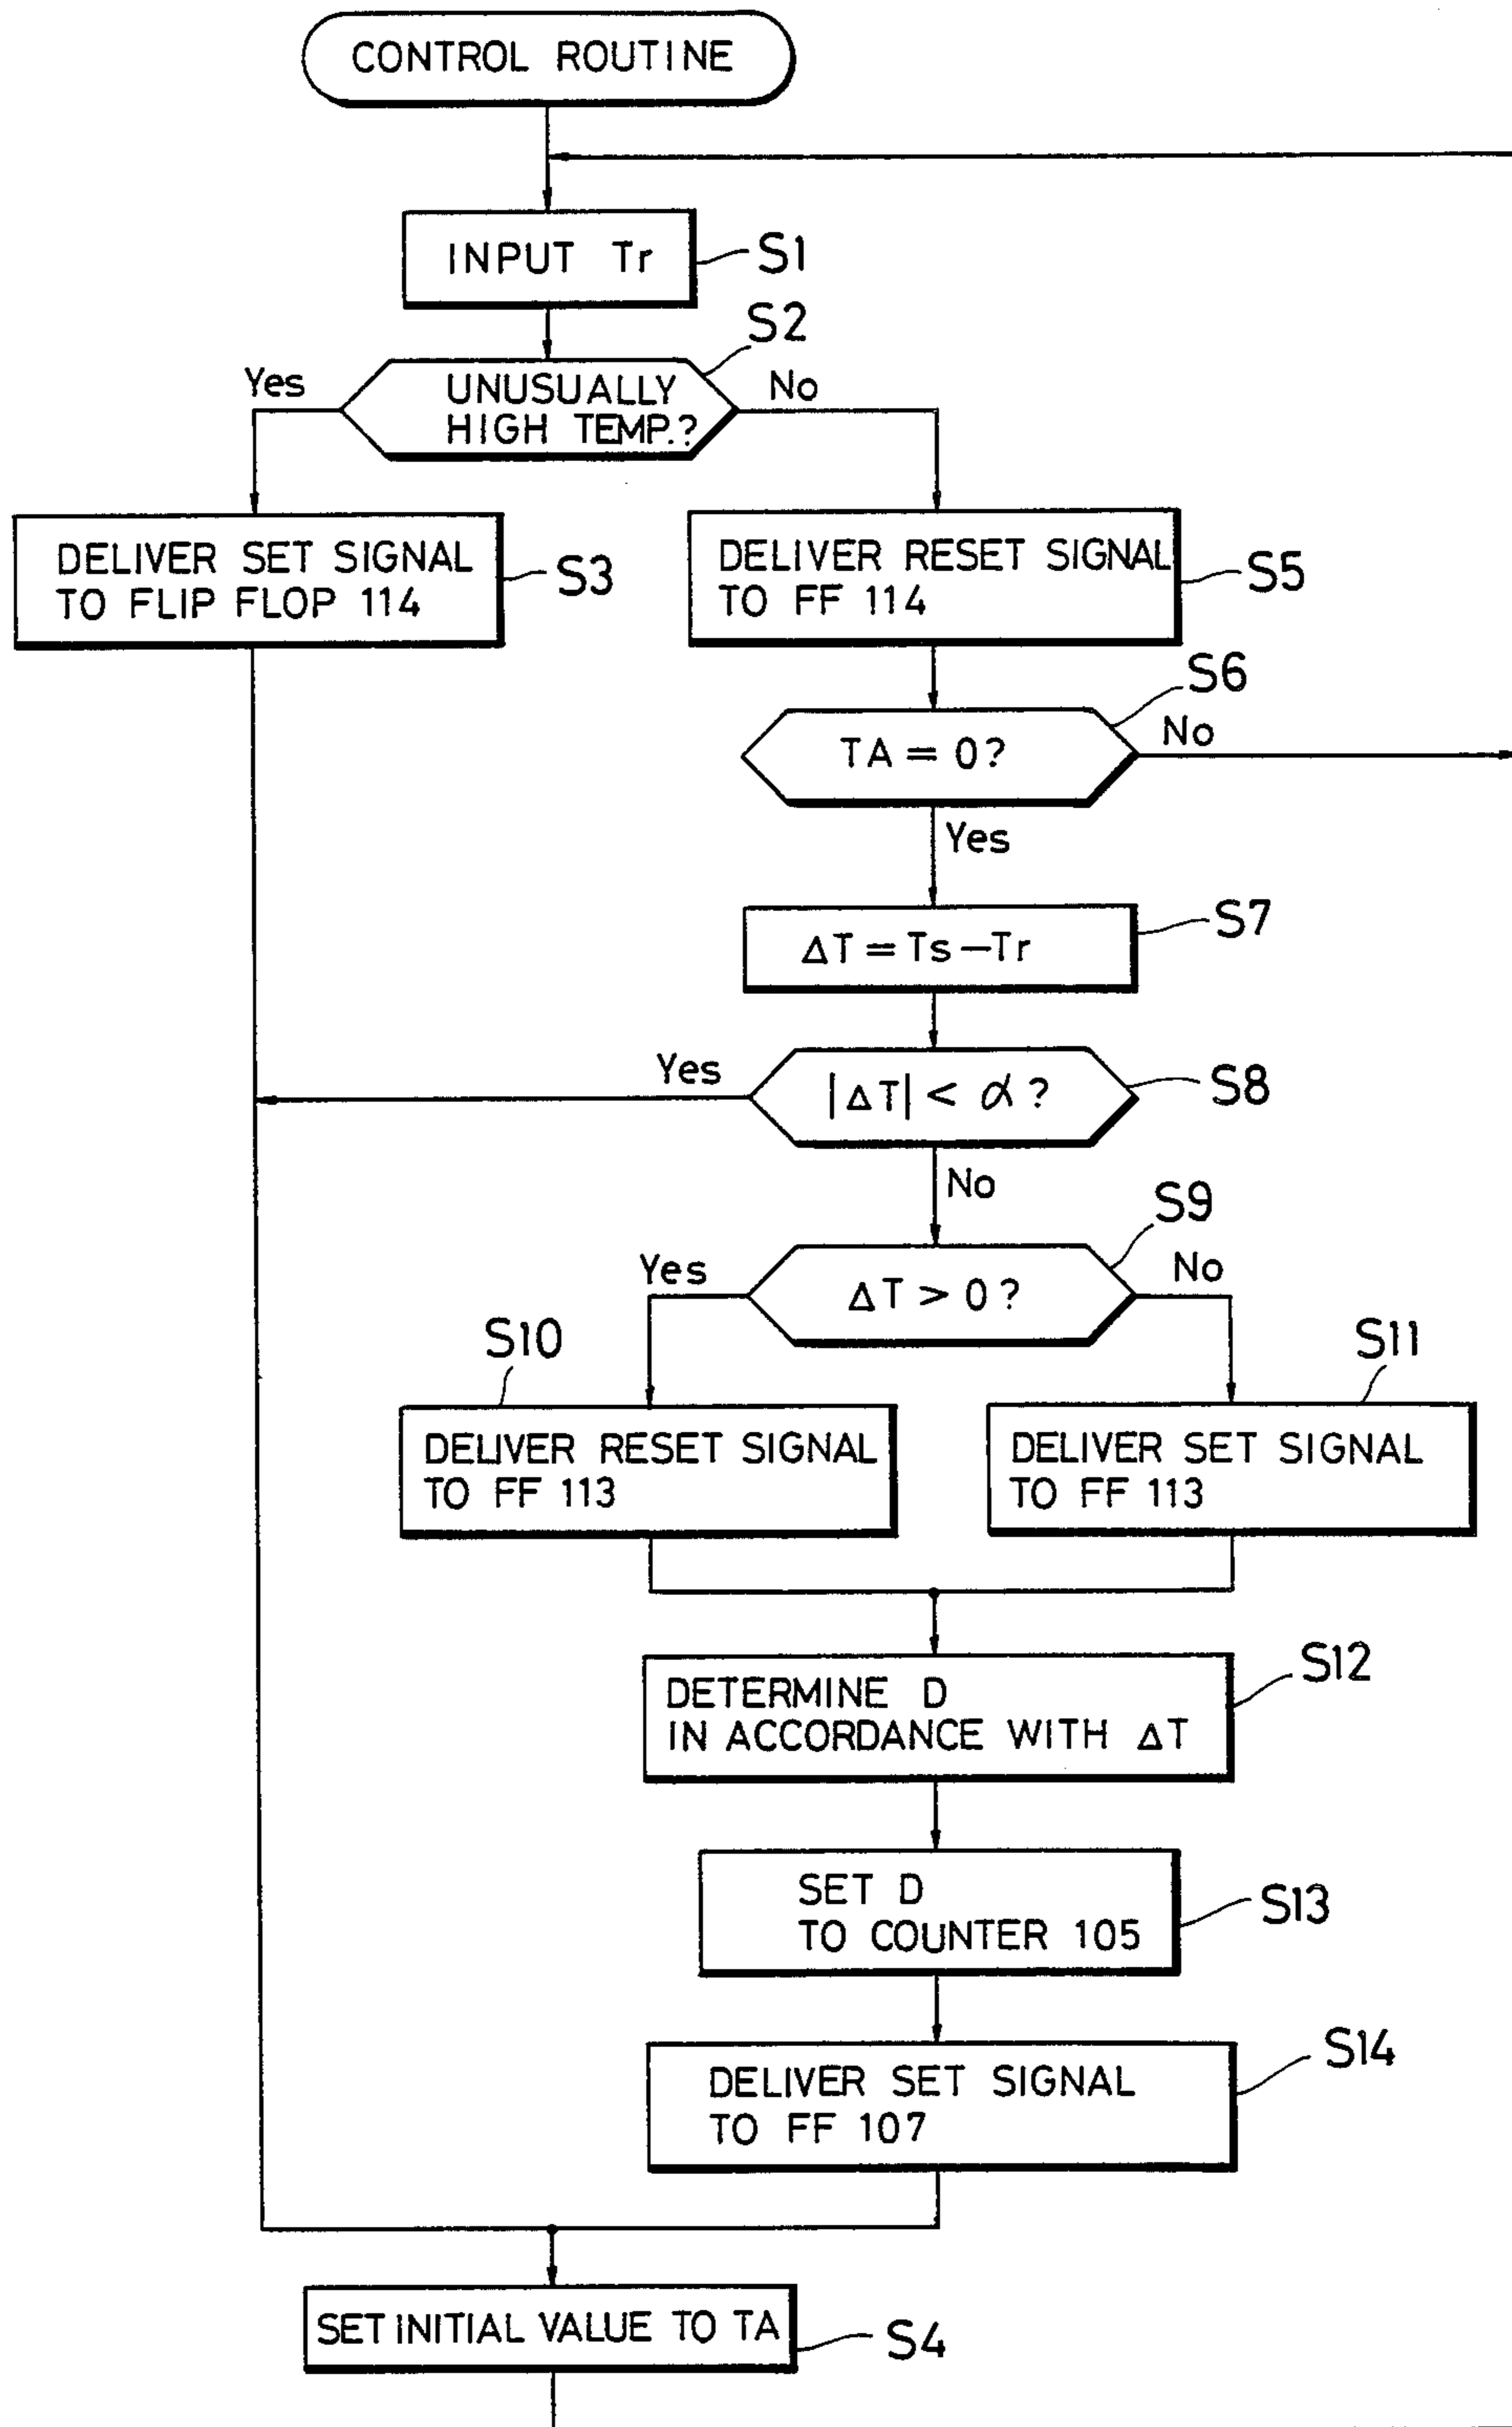 CONTROL ROUTINE
INPUT Tr
S1
S2
Yes
UNUSUALLY
HIGH TEMP.?
No
DELIVER SET SIGNAL
TO FLIP FLOP 114
S3
DELIVER RESET SIGNAL
TO FF 114
S5
S6
TA = 0?
No
Yes
S7
ΔT = Ts – Tr
Yes
|ΔT| < α ?
S8
No
S9
Yes
ΔT > 0?
No
S10
S11
DELIVER RESET SIGNAL
TO FF 113
DELIVER SET SIGNAL
TO FF 113
DETERMINE D
IN ACCORDANCE WITH ΔT
S12
SET D
TO COUNTER 105
S13
DELIVER SET SIGNAL
TO FF 107
S14
SET INITIAL VALUE TO TA
S4